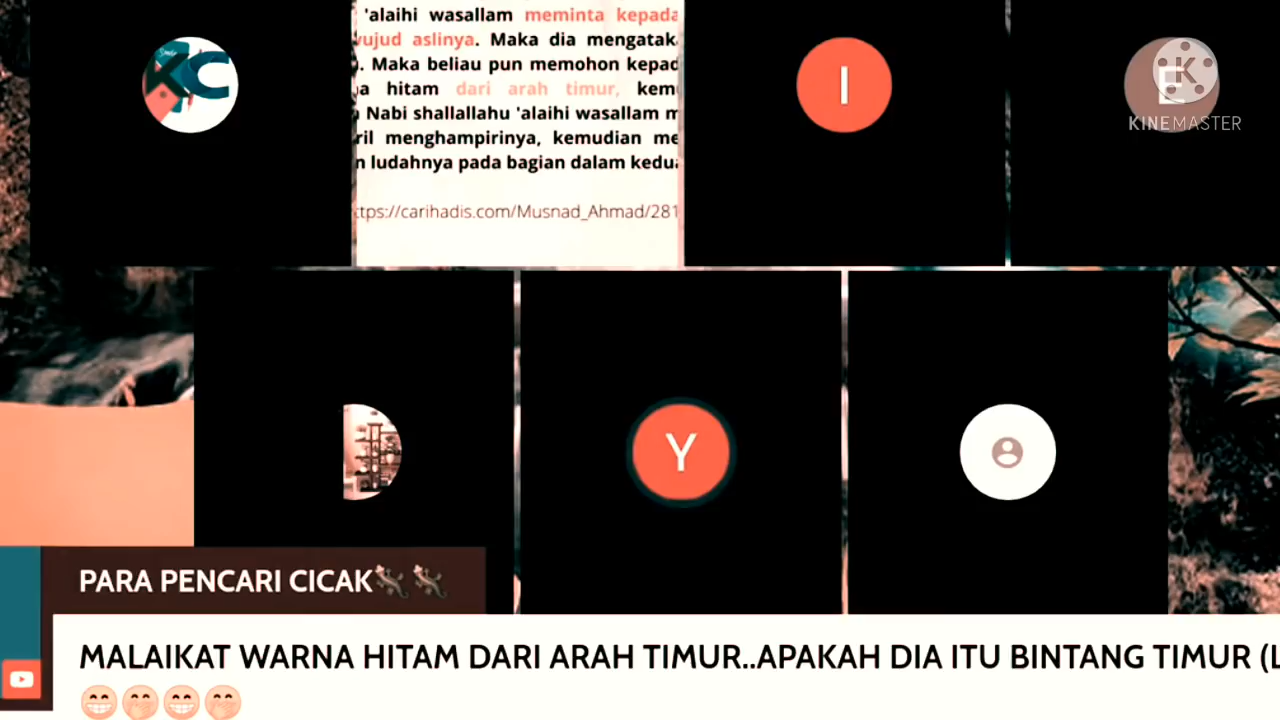 'alaihi wasallam meminta kepada
wujud aslinya. Maka dia mengatak
. Maka beliau pun memohon kepad
a hitam dari arah timur, kem
Nabi shallallahu 'alaihi wasallam m
ril menghampirinya, kemudian me
n ludahnya pada bagian dalam kedua
ttps://carihadis.com/Musnad_Ahmad/281
KC
I
E
K
KINEMASTER
Y
PARA PENCARI CICAK🦎🦎
MALAIKAT WARNA HITAM DARI ARAH TIMUR..APAKAH DIA ITU BINTANG TIMUR (L
😁🤭😁🤭